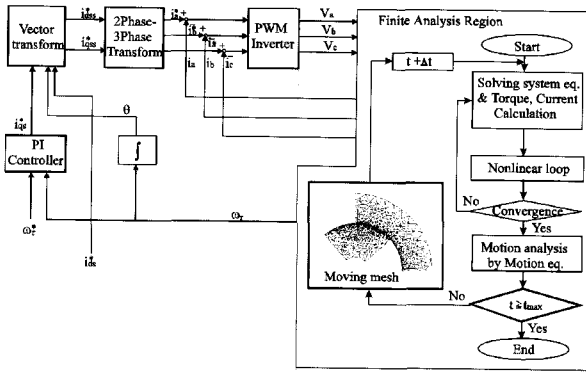 Vector
transform
i*dss
i*qss
2Phase-
3Phase
Transform
i*a +
i*b +
i*c +
ia
ib
ic
PWM
Inverter
Va
Vb
Vc
Finite Analysis Region
Start
t +Δt
Solving system eq.
& Torque, Current
Calculation
Nonlinear loop
No
Convergence
Yes
Motion analysis
by Motion eq.
No
t ≧ tmax
Yes
End
Moving mesh
θ
∫
i*qs
PI
Controller
ωr*
i*ds
ωr